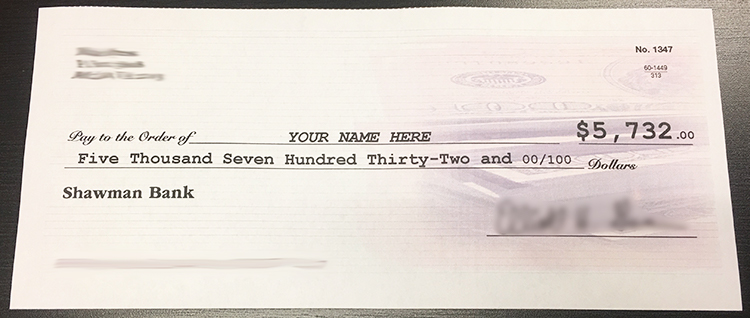 No. 1347
60-1449
313
Pay to the Order of YOUR NAME HERE $5,732.00
Five Thousand Seven Hundred Thirty-Two and 00/100 Dollars
Shawman Bank